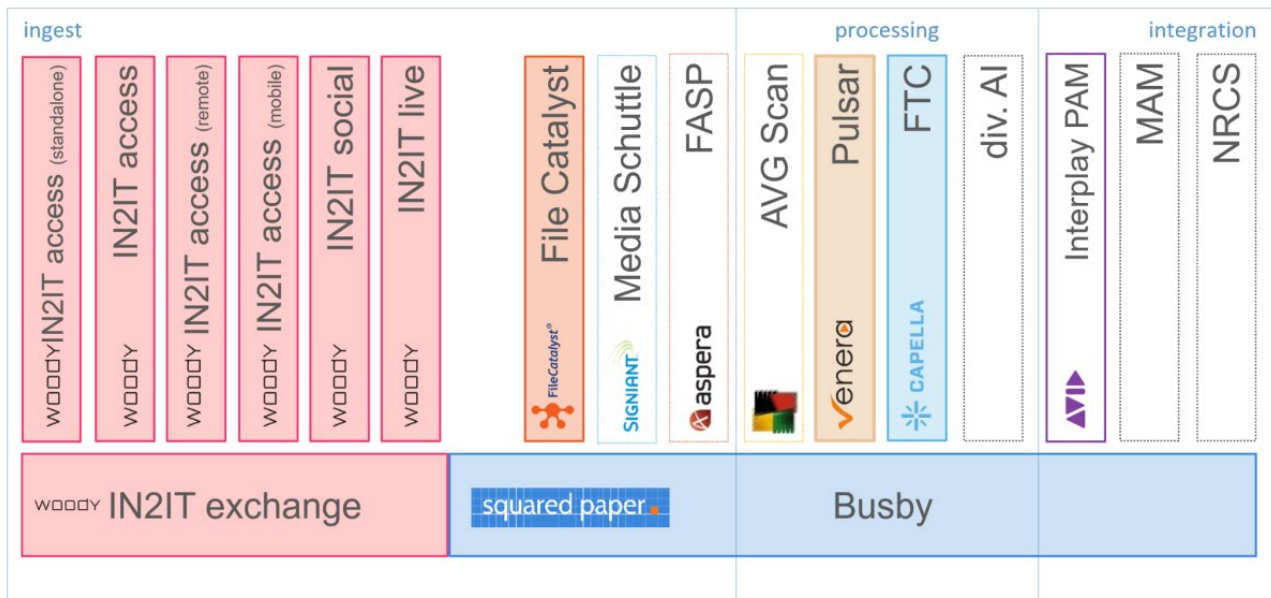 ingest
processing
integration
WOODY IN2IT access (standalone)
WOODY IN2IT access
WOODY IN2IT access (remote)
WOODY IN2IT access (mobile)
WOODY IN2IT social
WOODY IN2IT live
FileCatalyst® File Catalyst
SIGNIANT Media Schuttle
aspera FASP
AVG Scan
Venera Pulsar
CAPELLA FTC
div. AI
AVID Interplay PAM
MAM
NRCS
WOODY IN2IT exchange
squared paper.
Busby